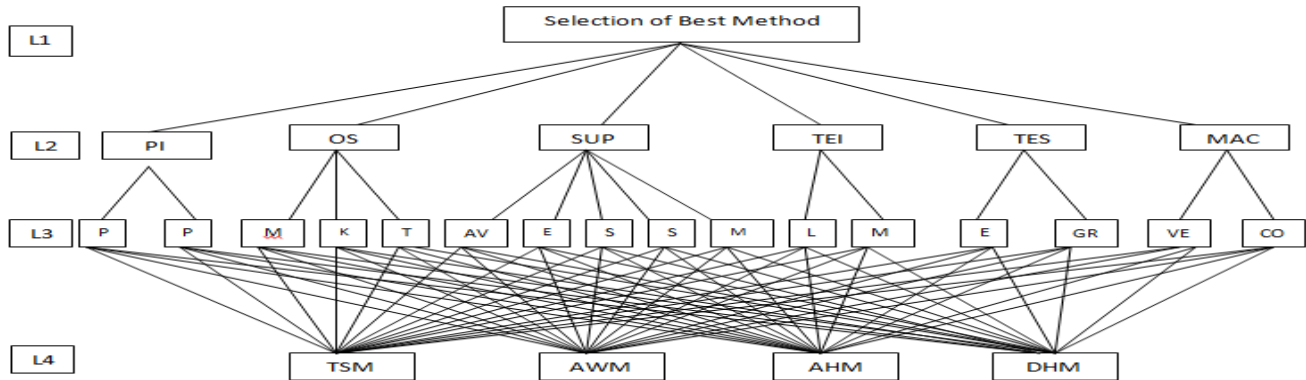 Selection of Best Method
L1
L2 PI OS SUP TEI TES MAC
L3 P P M K T AV E S S M L M E GR VE CO
L4 TSM AWM AHM DHM